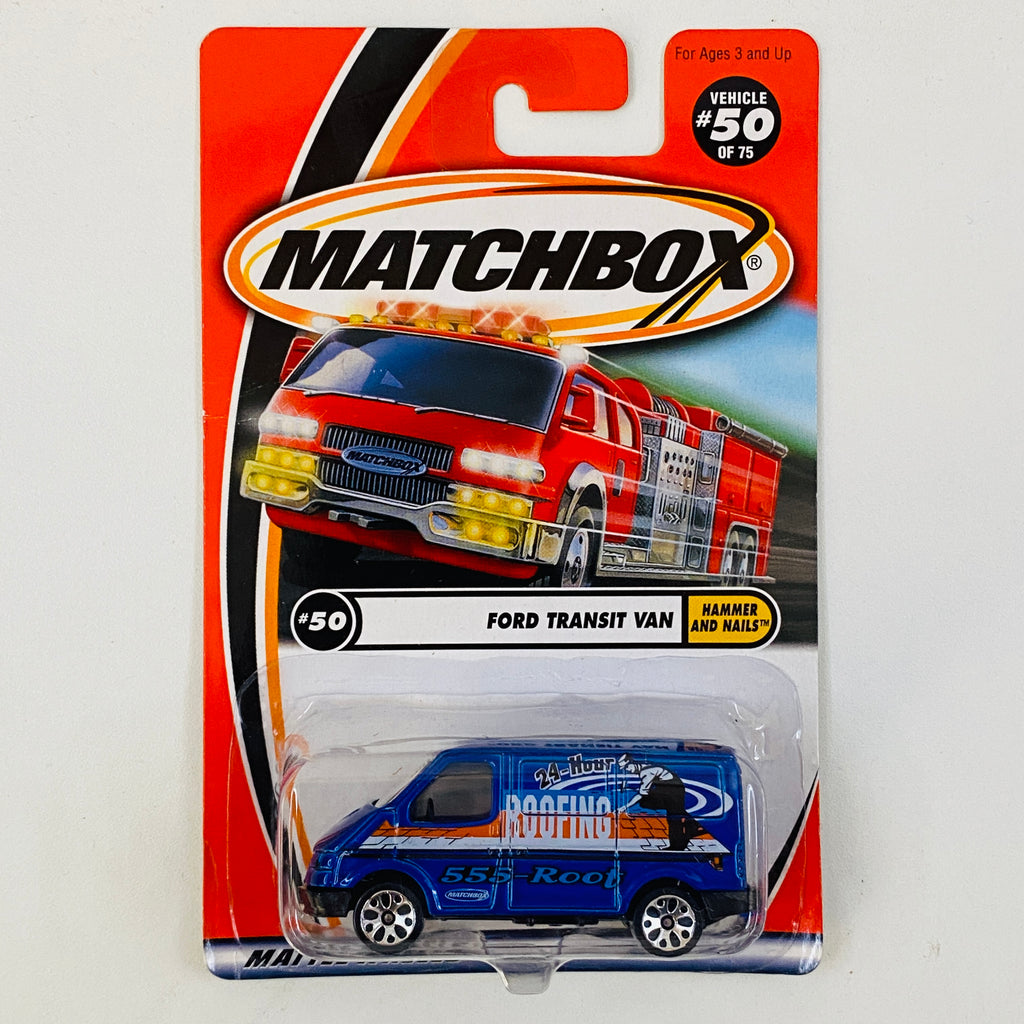 For Ages 3 and Up
VEHICLE
#50
OF 75
MATCHBOX®
MATCHBOX
#50
FORD TRANSIT VAN
HAMMER
AND NAILS™
24-Hour
ROOFING
555-Roof
MATCHBOX